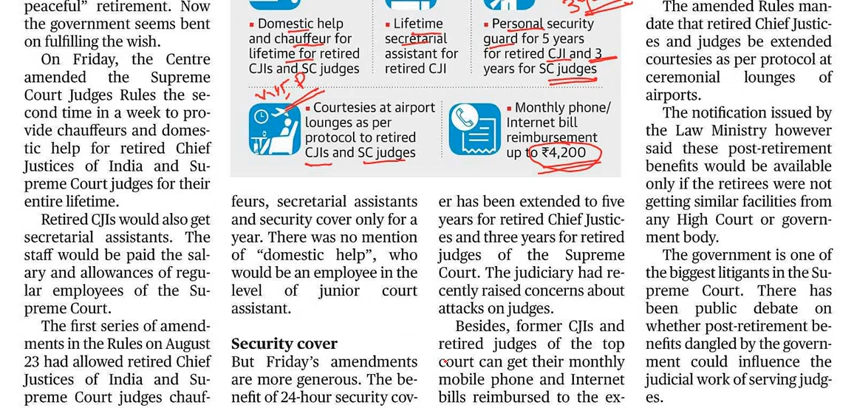 peaceful” retirement. Now
the government seems bent
on fulfilling the wish.
On Friday, the Centre
amended the Supreme
Court Judges Rules the se-
cond time in a week to pro-
vide chauffeurs and domes-
tic help for retired Chief
Justices of India and Su-
preme Court judges for their
entire lifetime.
Retired CJIs would also get
secretarial assistants. The
staff would be paid the sal-
ary and allowances of regu-
lar employees of the Su-
preme Court.
The first series of amend-
ments in the Rules on August
23 had allowed retired Chief
Justices of India and Su-
preme Court judges chauf-
Domestic help
and chauffeur for
lifetime for retired
CJIs and SC judges
Lifetime
secretarial
assistant for
retired CJI
Personal security
guard for 5 years
for retired CJI and 3
years for SC judges
Courtesies at airport
lounges as per
protocol to retired
CJIs and SC judges
Monthly phone/
Internet bill
reimbursement
up to ₹4,200
feurs, secretarial assistants
and security cover only for a
year. There was no mention
of “domestic help”, who
would be an employee in the
level of junior court
assistant.
Security cover
But Friday’s amendments
are more generous. The be-
nefit of 24-hour security cov-
er has been extended to five
years for retired Chief Justic-
es and three years for retired
judges of the Supreme
Court. The judiciary had re-
cently raised concerns about
attacks on judges.
Besides, former CJIs and
retired judges of the top
court can get their monthly
mobile phone and Internet
bills reimbursed to the ex-
The amended Rules man-
date that retired Chief Justic-
es and judges be extended
courtesies as per protocol at
ceremonial lounges of
airports.
The notification issued by
the Law Ministry however
said these post-retirement
benefits would be available
only if the retirees were not
getting similar facilities from
any High Court or govern-
ment body.
The government is one of
the biggest litigants in the Su-
preme Court. There has
been public debate on
whether post-retirement be-
nefits dangled by the govern-
ment could influence the
judicial work of serving judg-
es.